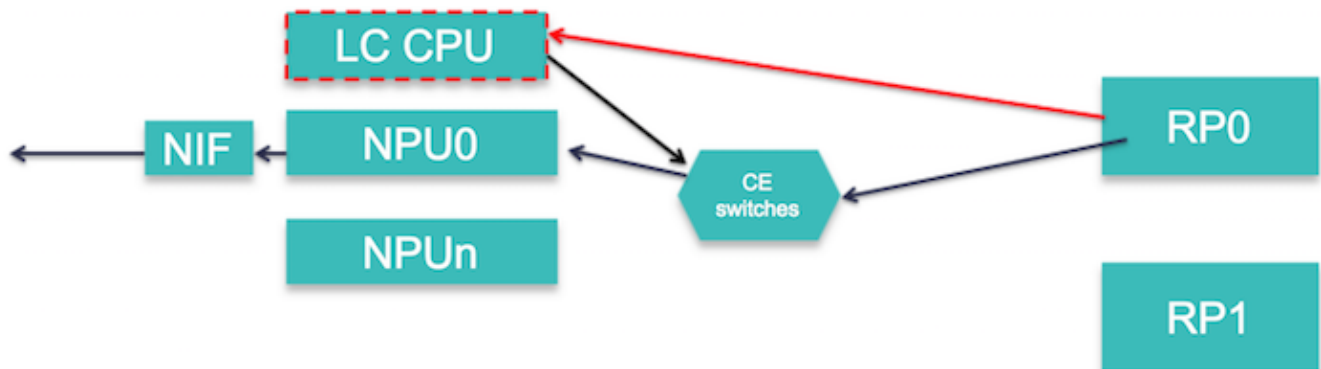 LC CPU
RP0
NIF
NPU0
CE
switches
NPUn
RP1